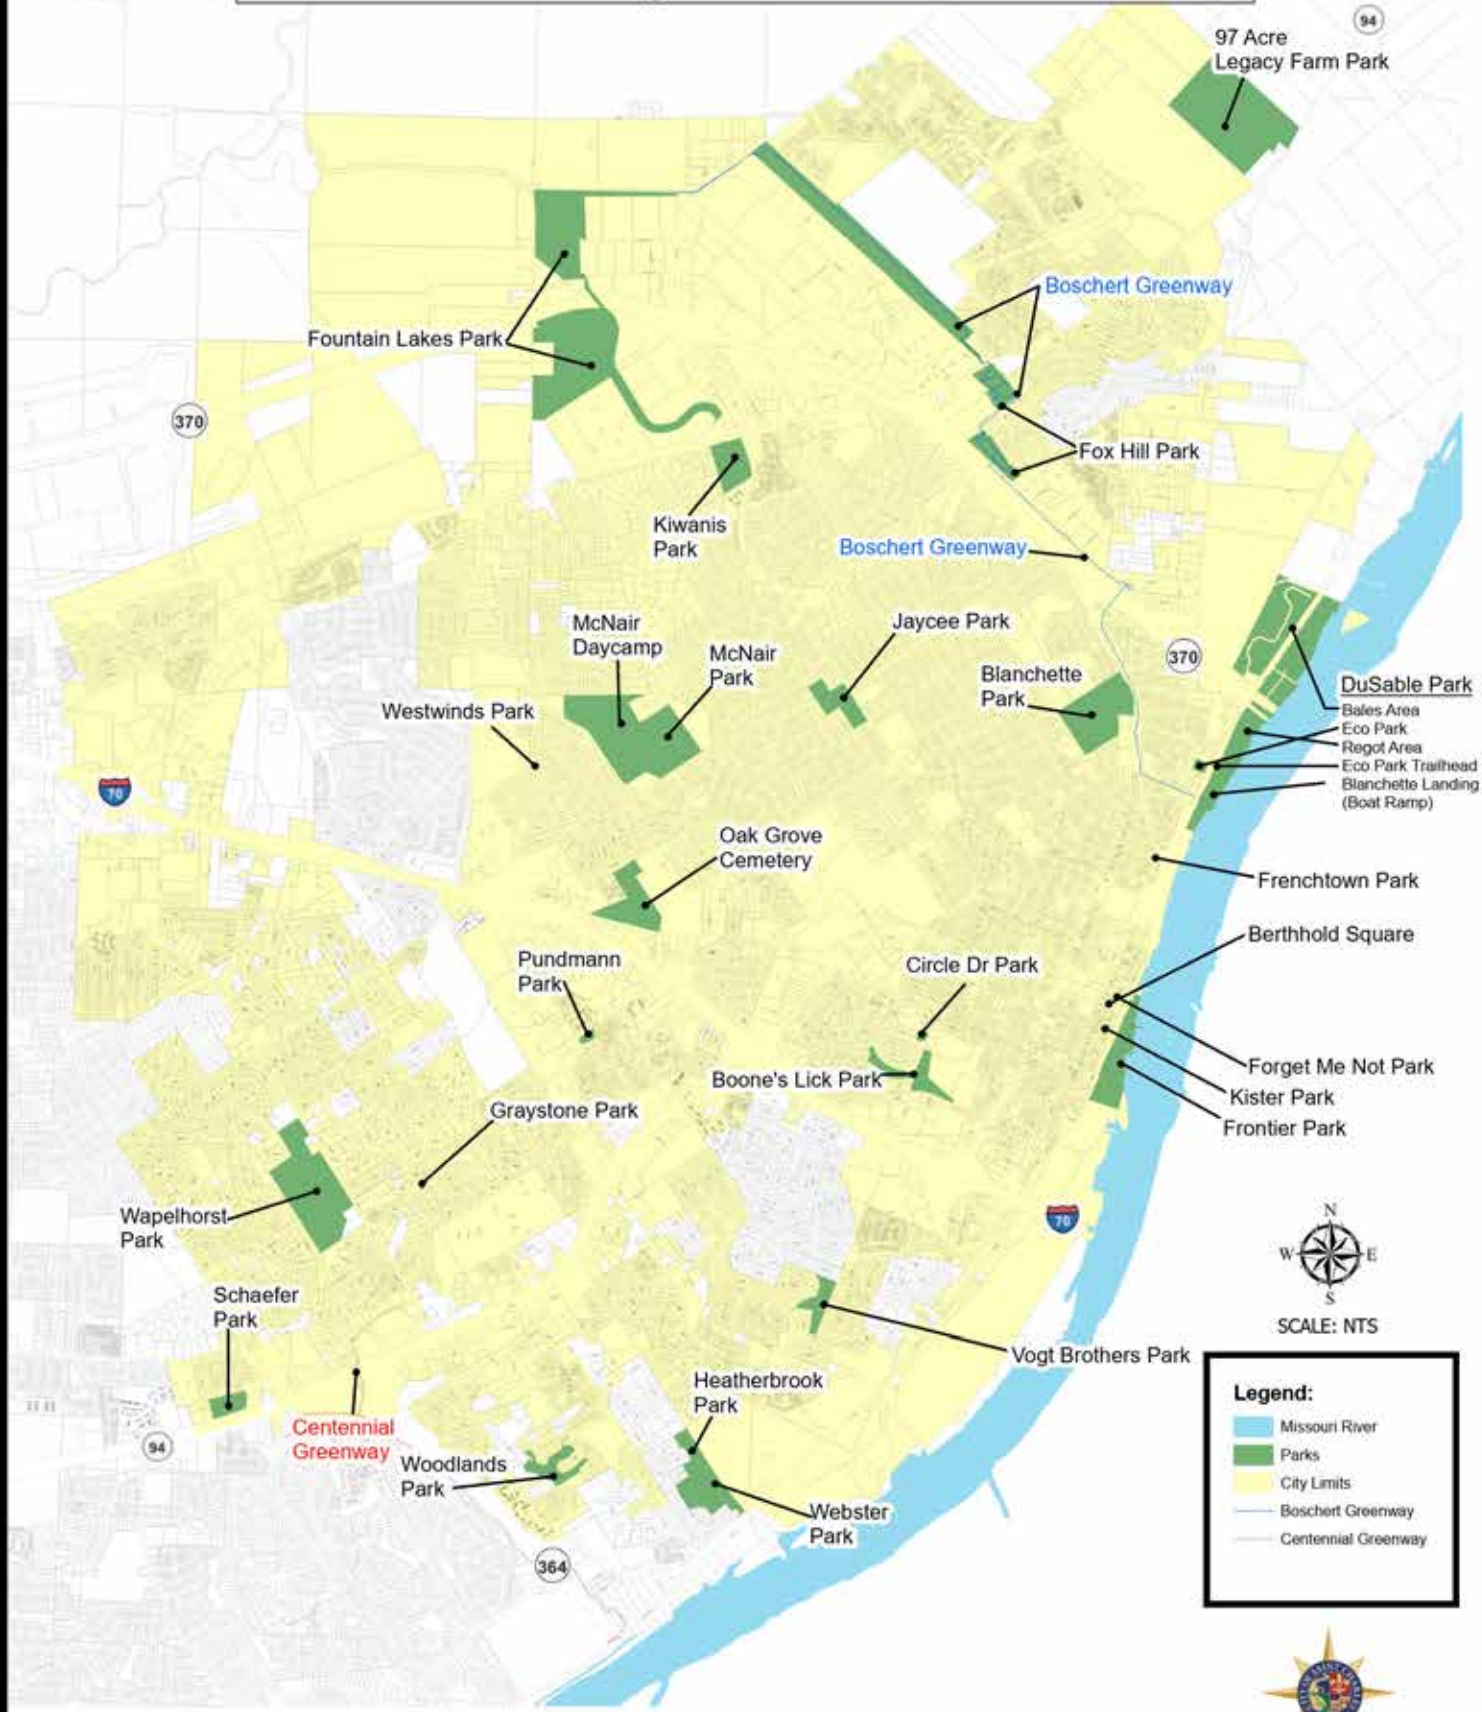 94
97 Acre
Legacy Farm Park
Boschert Greenway
Fountain Lakes Park
370
Fox Hill Park
Kiwanis
Park
Boschert Greenway
McNair
Daycamp
McNair
Park
Jaycee Park
Blanchette
Park
370
Westwinds Park
DuSable Park
Bales Area
Eco Park
Regot Area
Eco Park Trailhead
Blanchette Landing
(Boat Ramp)
70
Oak Grove
Cemetery
Frenchtown Park
Berthhold Square
Pundmann
Park
Circle Dr Park
Forget Me Not Park
Boone's Lick Park
Kister Park
Graystone Park
Frontier Park
Wapelhorst
Park
70
N
W E
S
SCALE: NTS
Schaefer
Park
Vogt Brothers Park
Heatherbrook
Park
Centennial
Greenway
94
Woodlands
Park
Webster
Park
364
Legend:
Missouri River
Parks
City Limits
Boschert Greenway
Centennial Greenway